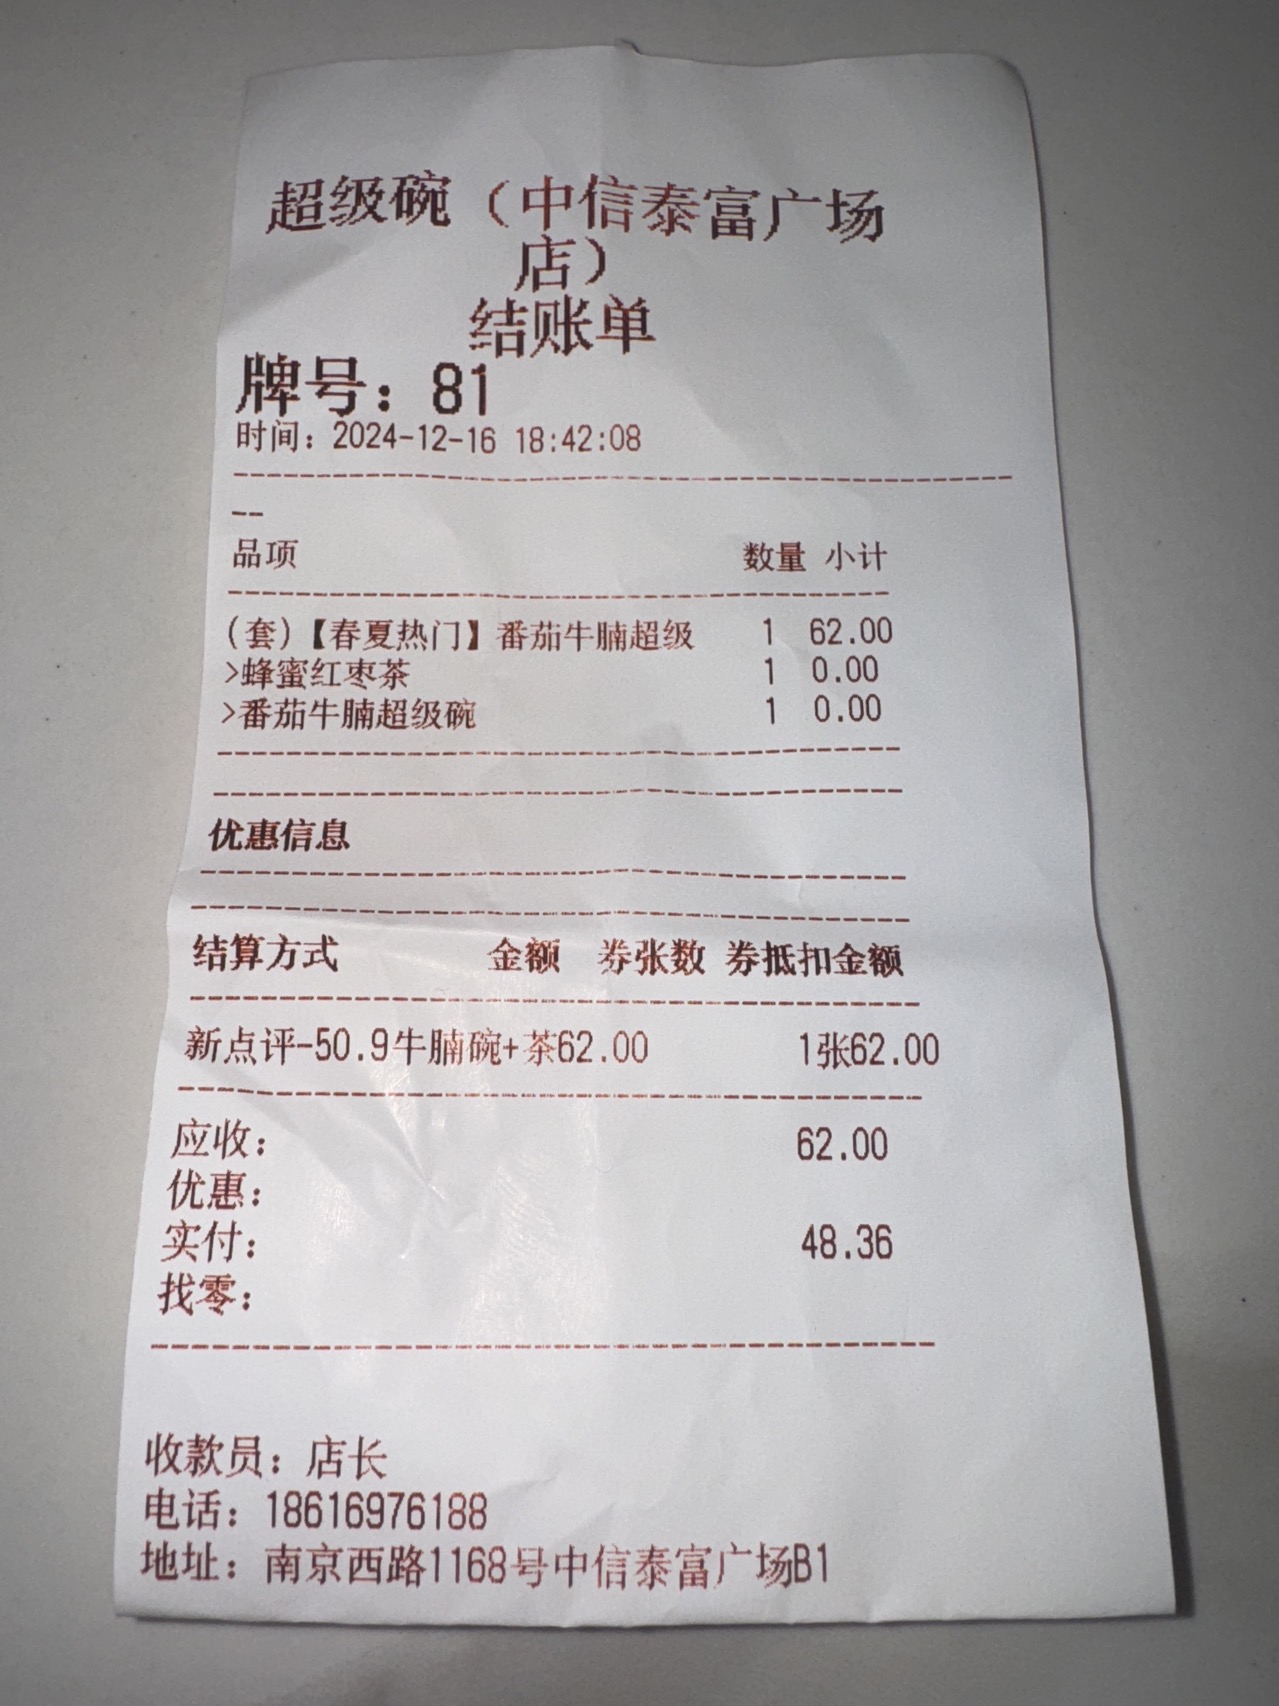 超级碗（中信泰富广场
店）
结账单
牌号：81
时间：2024-12-16 18:42:08
--------------------------------------------------
--
品项 数量 小计
------------------------------------------
（套）【春夏热门】番茄牛腩超级 1 62.00
>蜂蜜红枣茶 1 0.00
>番茄牛腩超级碗 1 0.00
------------------------------------------
------------------------------------------
优惠信息
------------------------------------------
------------------------------------------
结算方式 金额 券张数 券抵扣金额
------------------------------------------
新点评-50.9牛腩碗+茶62.00 1张62.00
------------------------------------------
应收： 62.00
优惠：
实付： 48.36
找零：
------------------------------------------
收款员：店长
电话：18616976188
地址：南京西路1168号中信泰富广场B1